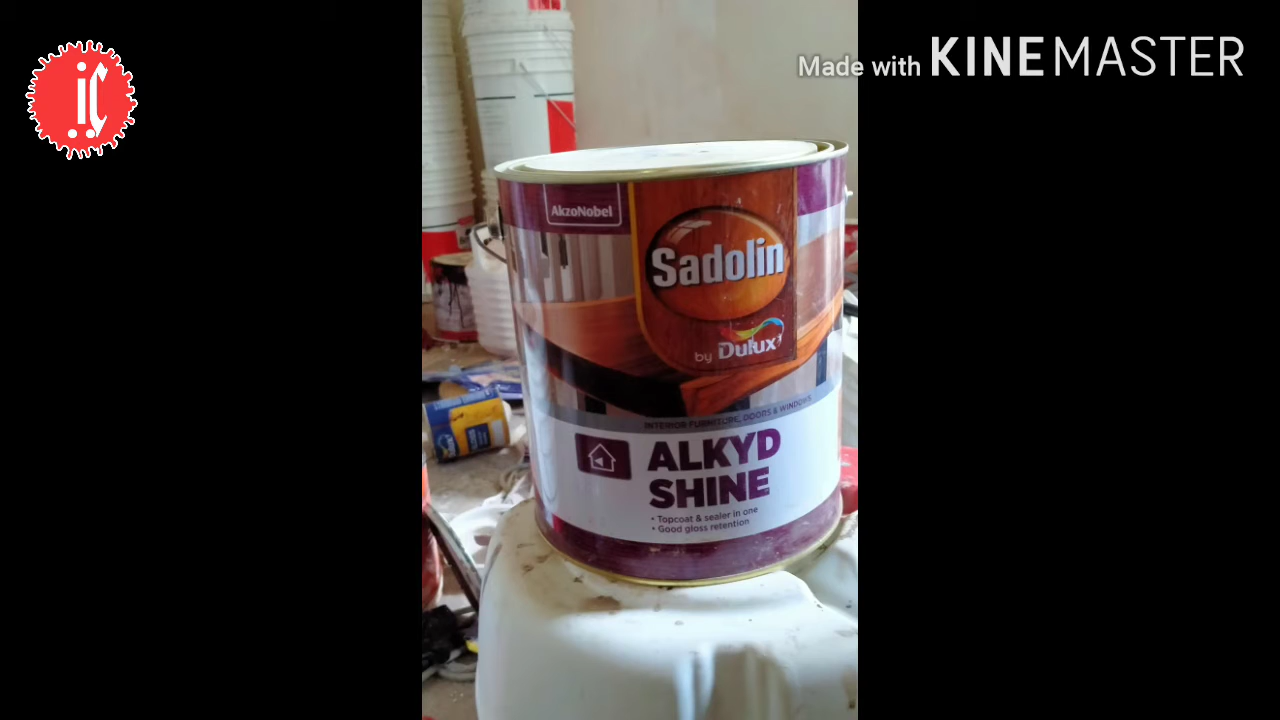 Made with KINEMASTER
AkzoNobel
Sadolin
by Dulux
INTERIOR FURNITURE, DOORS & WINDOWS
ALKYD
SHINE
• Topcoat & sealer in one
• Good gloss retention